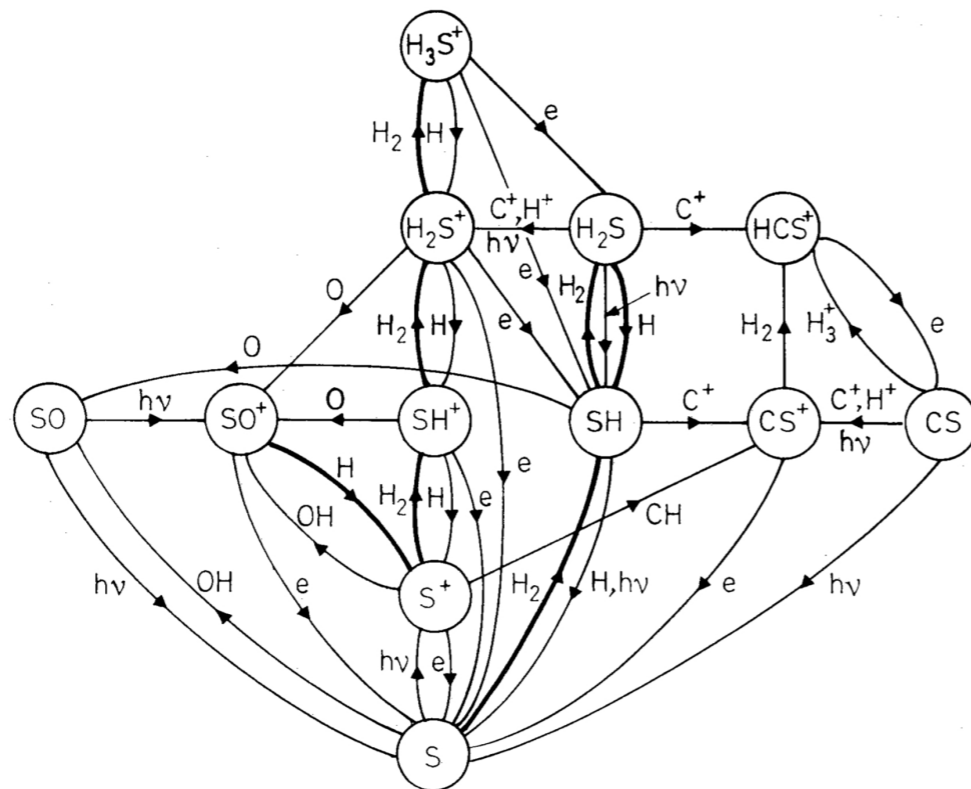 H₃S⁺
e
H₂ H
H₂S⁺ C⁺,H⁺ hν H₂S C⁺ HCS⁺
O
H₂ H e e H₂ hν H H₂ H₃⁺ e
O
SO hν SO⁺ O SH⁺ SH C⁺ CS⁺ C⁺,H⁺ hν CS
H H₂ H e e
OH CH
hν OH e S⁺ H₂ H,hν e hν
hν e
S